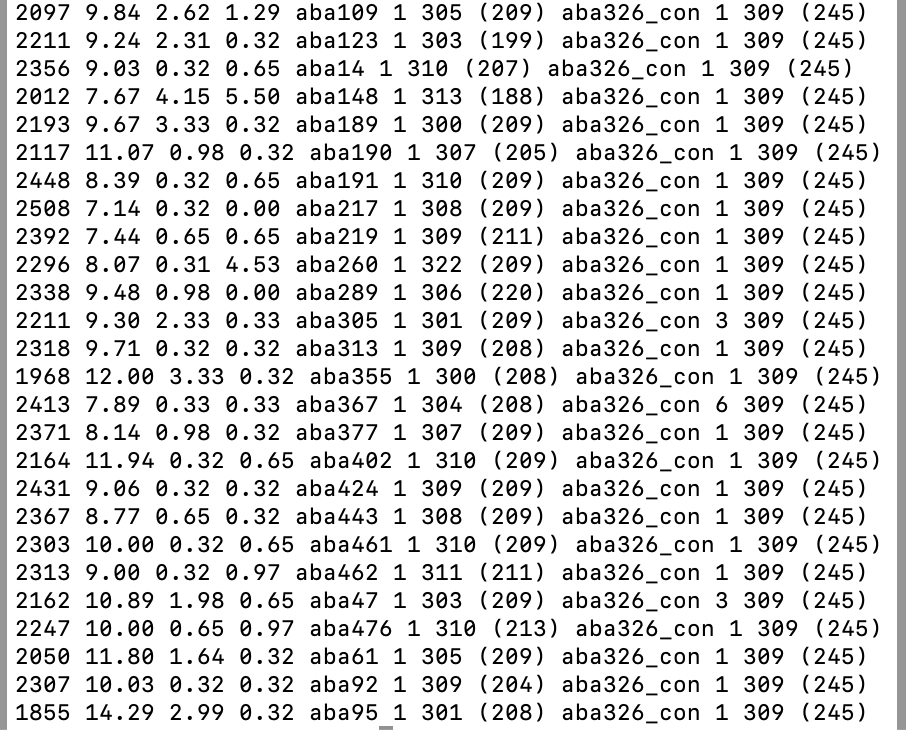 2097 9.84 2.62 1.29 aba109 1 305 (209) aba326_con 1 309 (245)
2211 9.24 2.31 0.32 aba123 1 303 (199) aba326_con 1 309 (245)
2356 9.03 0.32 0.65 aba14 1 310 (207) aba326_con 1 309 (245)
2012 7.67 4.15 5.50 aba148 1 313 (188) aba326_con 1 309 (245)
2193 9.67 3.33 0.32 aba189 1 300 (209) aba326_con 1 309 (245)
2117 11.07 0.98 0.32 aba190 1 307 (205) aba326_con 1 309 (245)
2448 8.39 0.32 0.65 aba191 1 310 (209) aba326_con 1 309 (245)
2508 7.14 0.32 0.00 aba217 1 308 (209) aba326_con 1 309 (245)
2392 7.44 0.65 0.65 aba219 1 309 (211) aba326_con 1 309 (245)
2296 8.07 0.31 4.53 aba260 1 322 (209) aba326_con 1 309 (245)
2338 9.48 0.98 0.00 aba289 1 306 (220) aba326_con 1 309 (245)
2211 9.30 2.33 0.33 aba305 1 301 (209) aba326_con 3 309 (245)
2318 9.71 0.32 0.32 aba313 1 309 (208) aba326_con 1 309 (245)
1968 12.00 3.33 0.32 aba355 1 300 (208) aba326_con 1 309 (245)
2413 7.89 0.33 0.33 aba367 1 304 (208) aba326_con 6 309 (245)
2371 8.14 0.98 0.32 aba377 1 307 (209) aba326_con 1 309 (245)
2164 11.94 0.32 0.65 aba402 1 310 (209) aba326_con 1 309 (245)
2431 9.06 0.32 0.32 aba424 1 309 (209) aba326_con 1 309 (245)
2367 8.77 0.65 0.32 aba443 1 308 (209) aba326_con 1 309 (245)
2303 10.00 0.32 0.65 aba461 1 310 (209) aba326_con 1 309 (245)
2313 9.00 0.32 0.97 aba462 1 311 (211) aba326_con 1 309 (245)
2162 10.89 1.98 0.65 aba47 1 303 (209) aba326_con 3 309 (245)
2247 10.00 0.65 0.97 aba476 1 310 (213) aba326_con 1 309 (245)
2050 11.80 1.64 0.32 aba61 1 305 (209) aba326_con 1 309 (245)
2307 10.03 0.32 0.32 aba92 1 309 (204) aba326_con 1 309 (245)
1855 14.29 2.99 0.32 aba95 1 301 (208) aba326_con 1 309 (245)